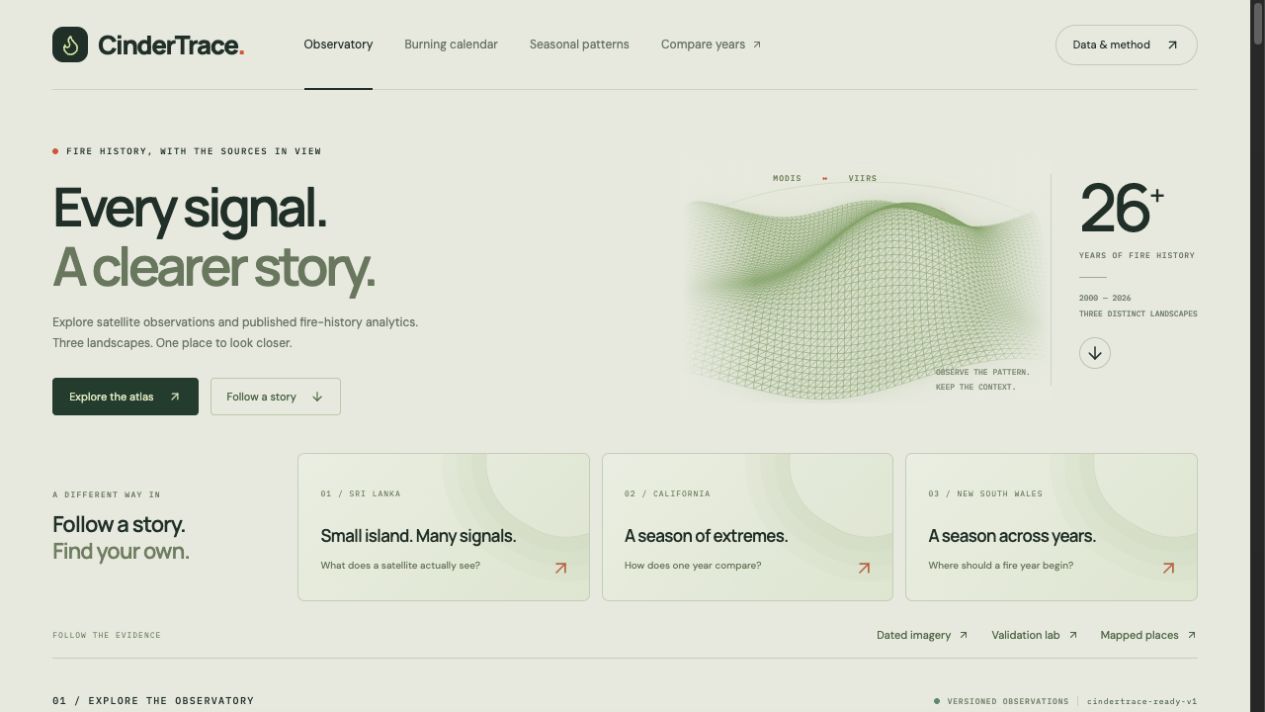 CinderTrace.
Observatory
Burning calendar
Seasonal patterns
Compare years
Data & method
FIRE HISTORY, WITH THE SOURCES IN VIEW
Every signal.
A clearer story.
Explore satellite observations and published fire-history analytics.
Three landscapes. One place to look closer.
Explore the atlas
Follow a story
MODIS
VIIRS
OBSERVE THE PATTERN.
KEEP THE CONTEXT.
26+
YEARS OF FIRE HISTORY
2000 — 2026
THREE DISTINCT LANDSCAPES
A DIFFERENT WAY IN
Follow a story.
Find your own.
01 / SRI LANKA
Small island. Many signals.
What does a satellite actually see?
02 / CALIFORNIA
A season of extremes.
How does one year compare?
03 / NEW SOUTH WALES
A season across years.
Where should a fire year begin?
FOLLOW THE EVIDENCE
Dated imagery
Validation lab
Mapped places
01 / EXPLORE THE OBSERVATORY
VERSIONED OBSERVATIONS
cindertrace-ready-v1